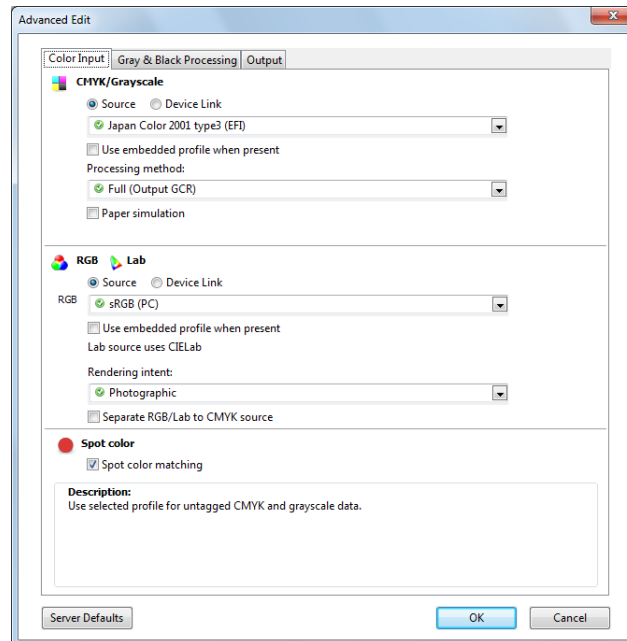 Advanced Edit
Color Input Gray & Black Processing Output
CMYK/Grayscale
Source Device Link
Japan Color 2001 type3 (EFI)
Use embedded profile when present
Processing method:
Full (Output GCR)
Paper simulation
RGB Lab
Source Device Link
RGB sRGB (PC)
Use embedded profile when present
Lab source uses CIELab
Rendering intent:
Photographic
Separate RGB/Lab to CMYK source
Spot color
Spot color matching
Description:
Use selected profile for untagged CMYK and grayscale data.
Server Defaults OK Cancel